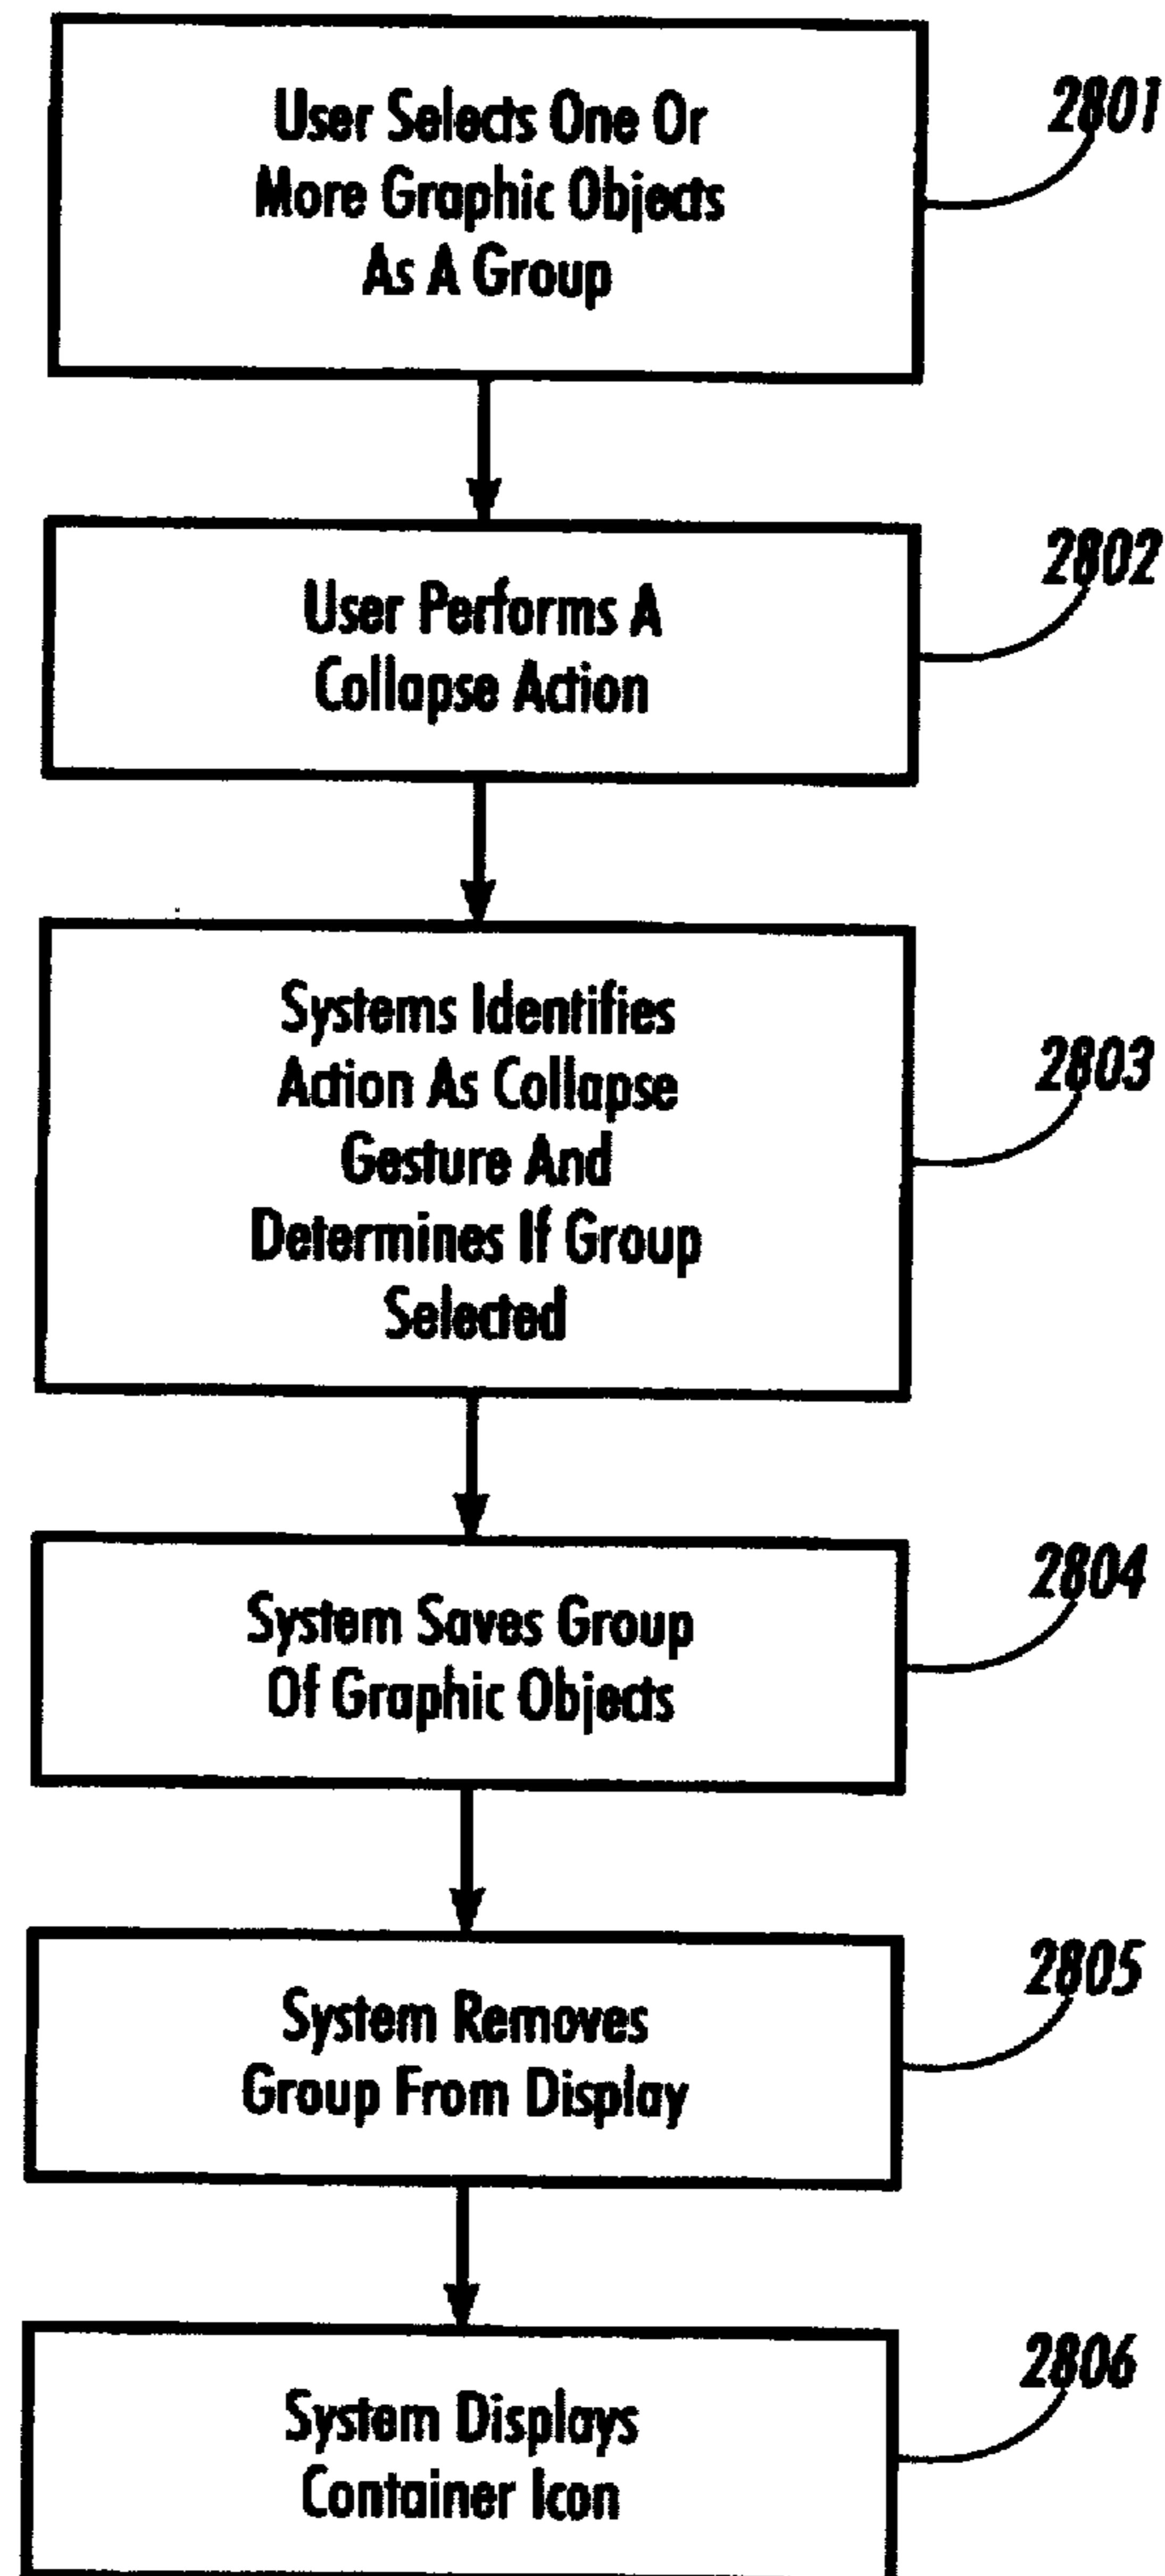 User Selects One Or
More Graphic Objects
As A Group
2801
User Performs A
Collapse Action
2802
Systems Identifies
Action As Collapse
Gesture And
Determines If Group
Selected
2803
System Saves Group
Of Graphic Objects
2804
System Removes
Group From Display
2805
System Displays
Container Icon
2806